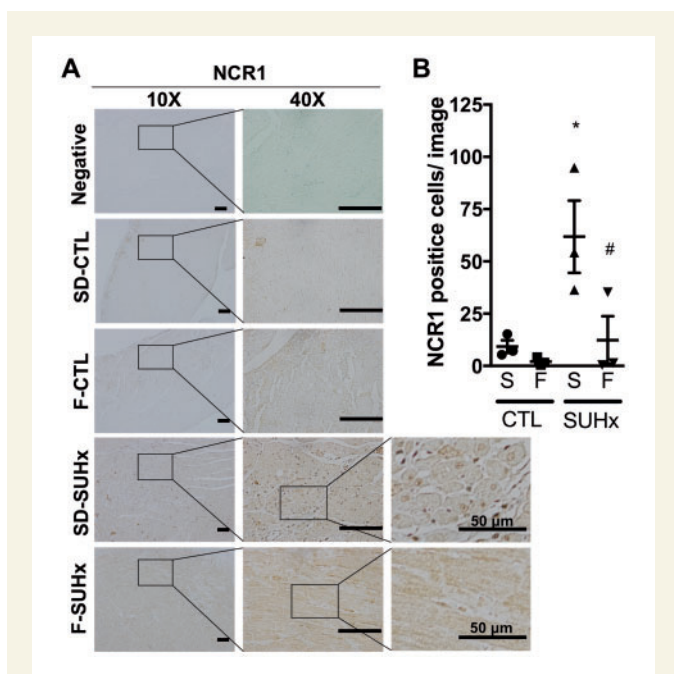 A
NCR1
10X 40X
Negative
SD-CTL
F-CTL
SD-SUHx
50 µm
F-SUHx
50 µm
B
NCR1 positice cells/ image
125
100
75
50
25
0
*
#
S F S F
CTL SUHx